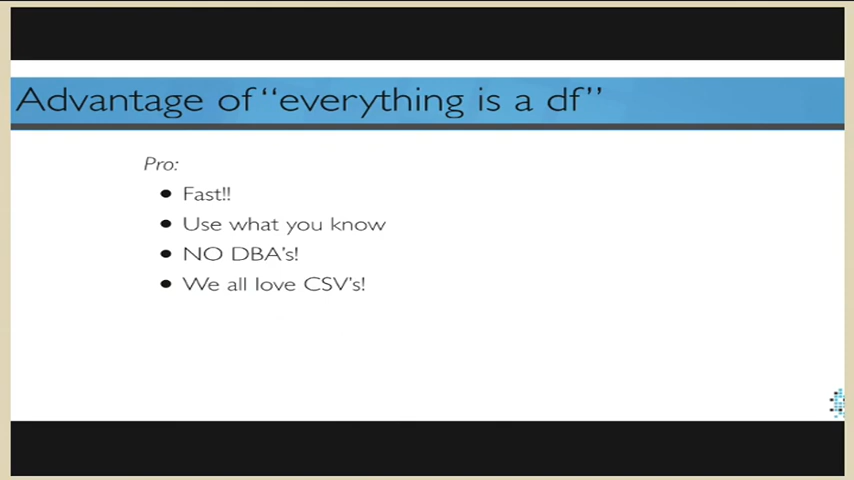 Advantage of “everything is a df”
Pro:
• Fast!!
• Use what you know
• NO DBA's!
• We all love CSV's!